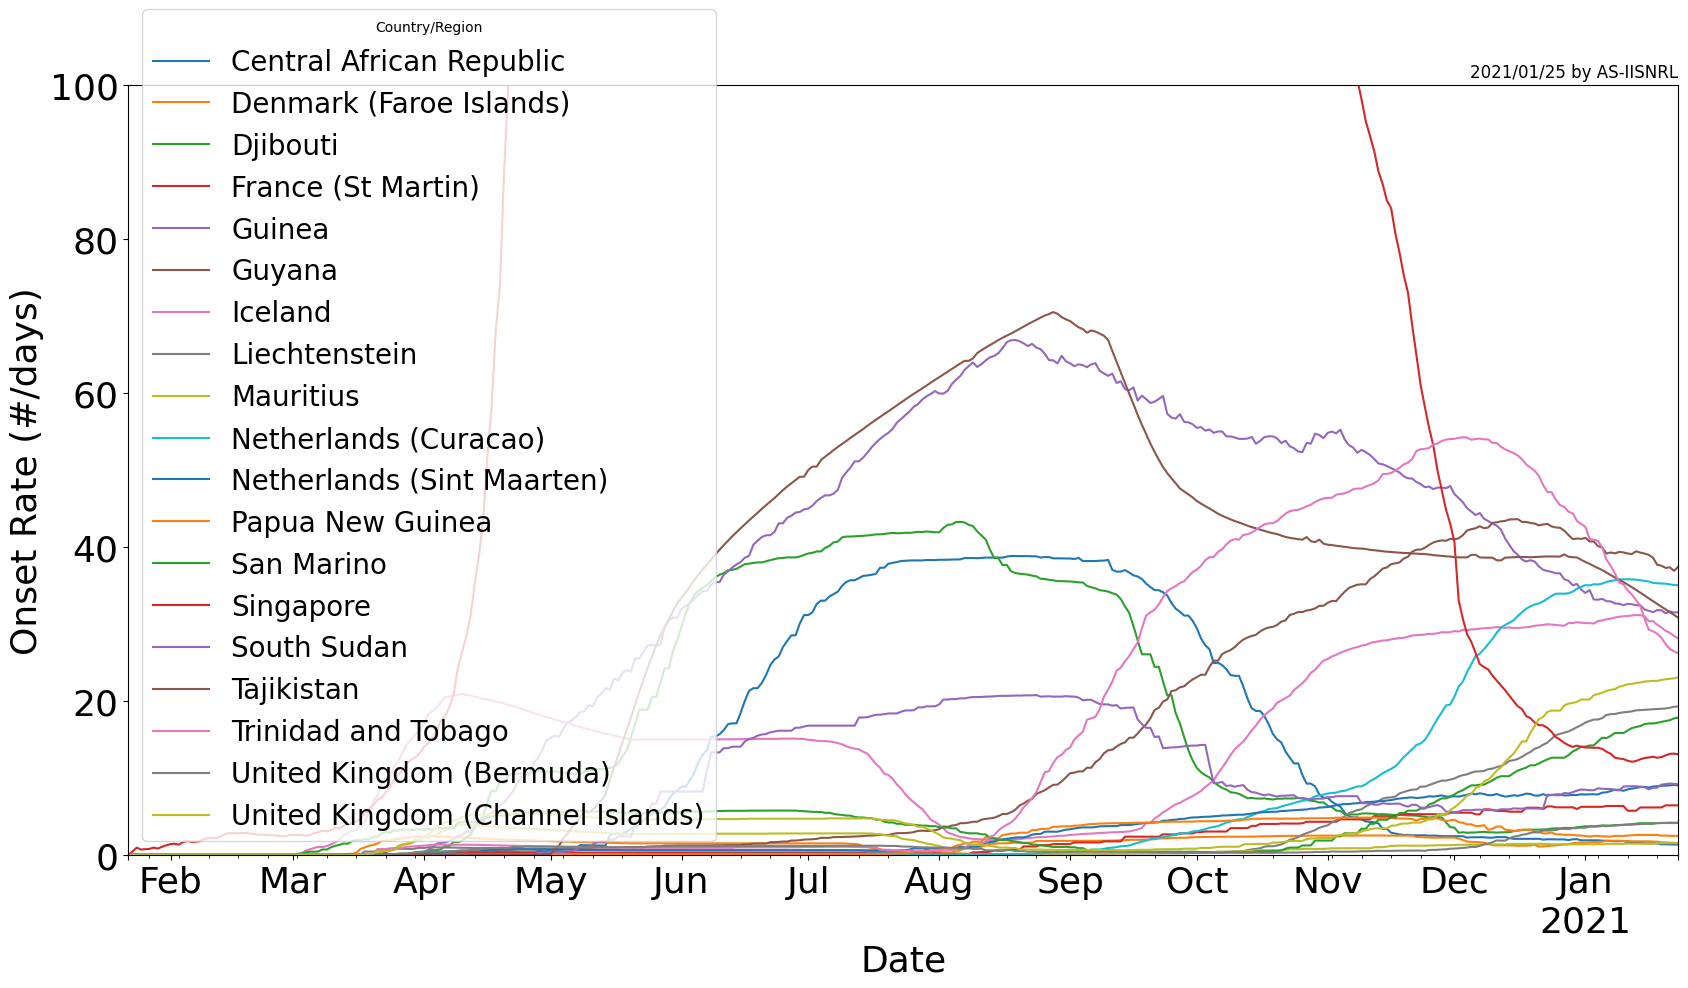 Country/Region
Central African Republic
Denmark (Faroe Islands)
Djibouti
France (St Martin)
Guinea
Guyana
Iceland
Liechtenstein
Mauritius
Netherlands (Curacao)
Netherlands (Sint Maarten)
Papua New Guinea
San Marino
Singapore
South Sudan
Tajikistan
Trinidad and Tobago
United Kingdom (Bermuda)
United Kingdom (Channel Islands)
2021/01/25 by AS-IISNRL
Onset Rate (#/days)
100
80
60
40
20
0
Feb Mar Apr May Jun Jul Aug Sep Oct Nov Dec Jan
2021
Date